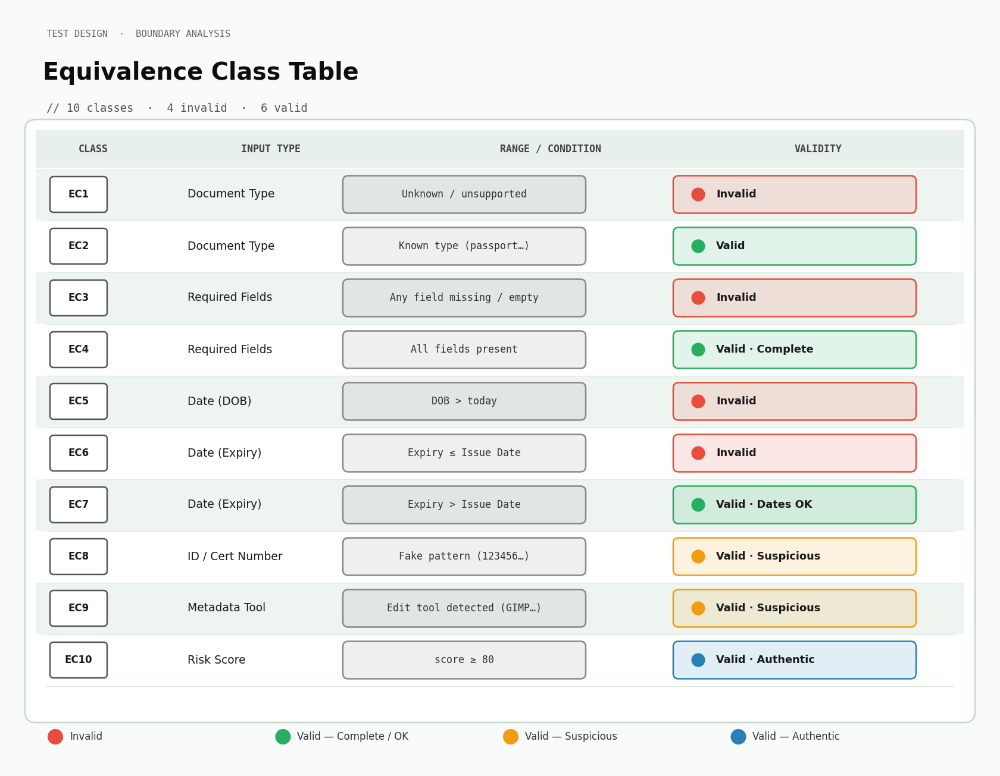 TEST DESIGN · BOUNDARY ANALYSIS
Equivalence Class Table
// 10 classes · 4 invalid · 6 valid
CLASS INPUT TYPE RANGE / CONDITION VALIDITY
EC1 Document Type Unknown / unsupported Invalid
EC2 Document Type Known type (passport…) Valid
EC3 Required Fields Any field missing / empty Invalid
EC4 Required Fields All fields present Valid · Complete
EC5 Date (DOB) DOB > today Invalid
EC6 Date (Expiry) Expiry ≤ Issue Date Invalid
EC7 Date (Expiry) Expiry > Issue Date Valid · Dates OK
EC8 ID / Cert Number Fake pattern (123456…) Valid · Suspicious
EC9 Metadata Tool Edit tool detected (GIMP…) Valid · Suspicious
EC10 Risk Score score ≥ 80 Valid · Authentic
Invalid Valid — Complete / OK Valid — Suspicious Valid — Authentic